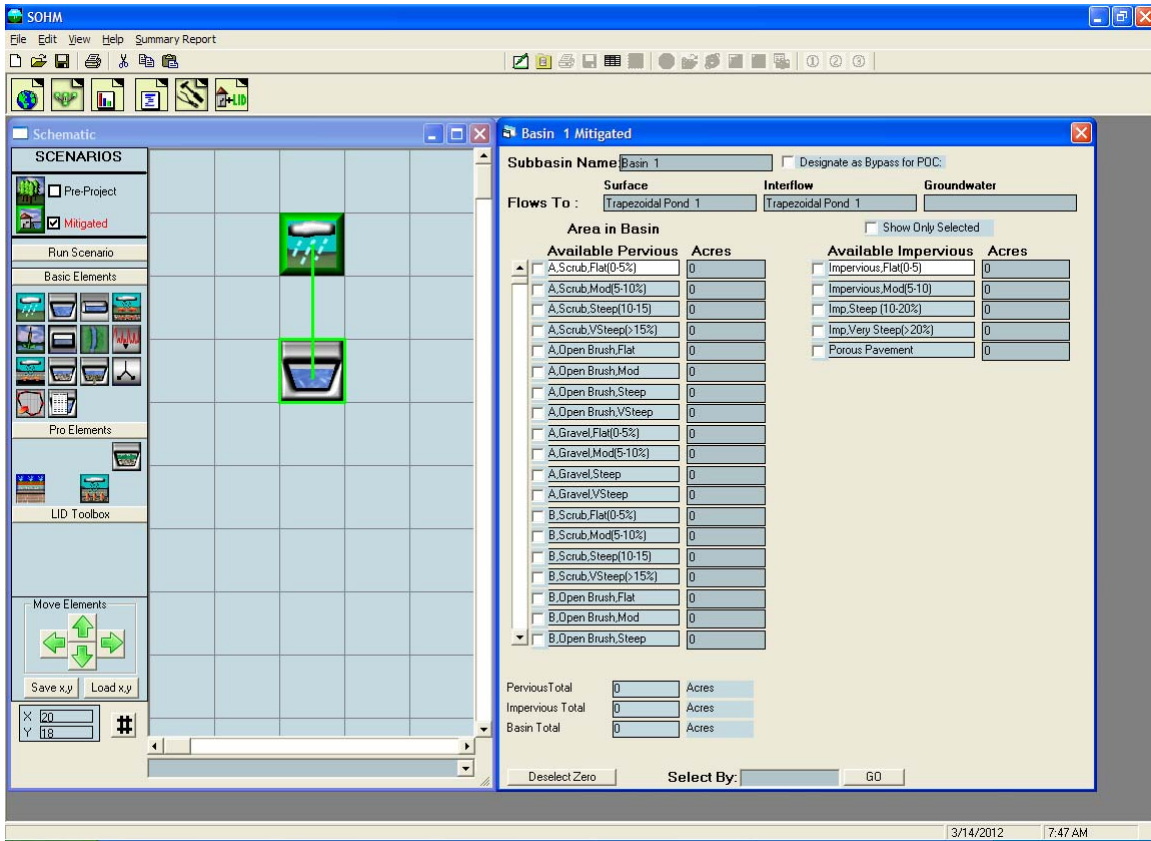 SOHM
File Edit View Help Summary Report
+LID
Schematic
SCENARIOS
Pre-Project
Mitigated
Run Scenario
Basic Elements
Pro Elements
LID Toolbox
Move Elements
Save x,y Load x,y
X 20
Y 18
#
Basin 1 Mitigated
Subbasin Name: Basin 1 Designate as Bypass for POC:
Surface Interflow Groundwater
Flows To : Trapezoidal Pond 1 Trapezoidal Pond 1
Area in Basin Show Only Selected
Available Pervious Acres Available Impervious Acres
A,Scrub,Flat(0-5%) 0 Impervious,Flat(0-5) 0
A,Scrub,Mod(5-10%) 0 Impervious,Mod(5-10) 0
A,Scrub,Steep(10-15) 0 Imp,Steep (10-20%) 0
A,Scrub,VSteep(>15%) 0 Imp,Very Steep(>20%) 0
A,Open Brush,Flat 0 Porous Pavement 0
A,Open Brush,Mod 0
A,Open Brush,Steep 0
A,Open Brush,VSteep 0
A,Gravel,Flat(0-5%) 0
A,Gravel,Mod(5-10%) 0
A,Gravel,Steep 0
A,Gravel,VSteep 0
B,Scrub,Flat(0-5%) 0
B,Scrub,Mod(5-10%) 0
B,Scrub,Steep(10-15) 0
B,Scrub,VSteep(>15%) 0
B,Open Brush,Flat 0
B,Open Brush,Mod 0
B,Open Brush,Steep 0
PerviousTotal 0 Acres
Impervious Total 0 Acres
Basin Total 0 Acres
Deselect Zero Select By: GO
3/14/2012 7:47 AM